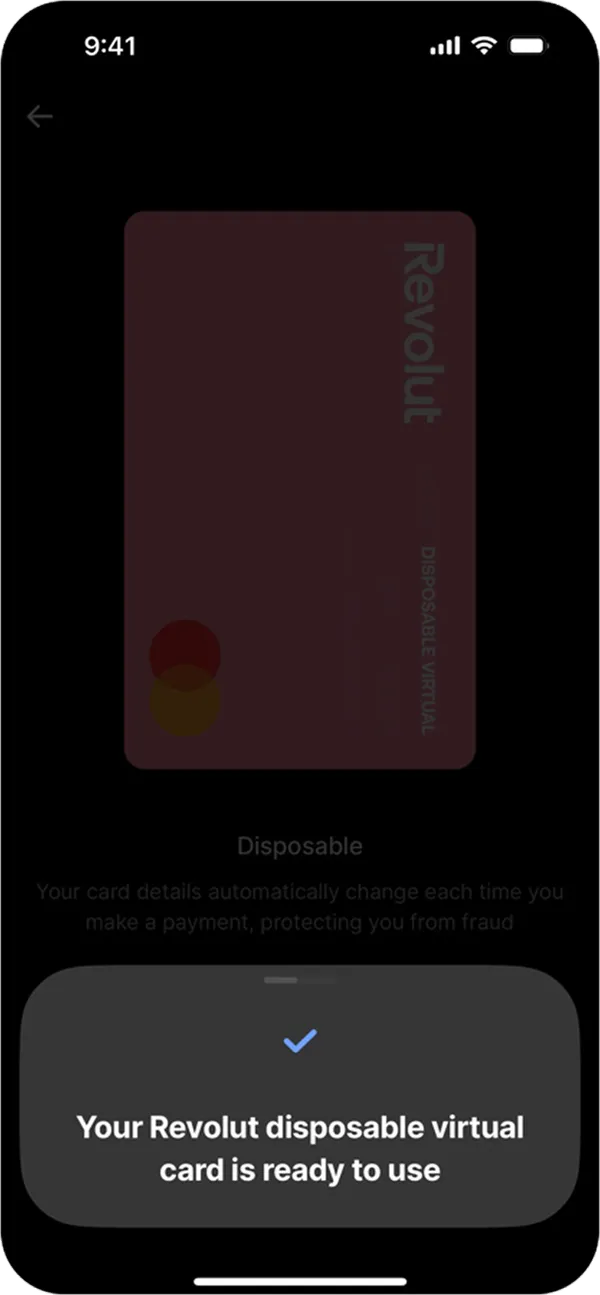 9:41
Revolut
DISPOSABLE VIRTUAL
Disposable
Your card details automatically change each time you
make a payment, protecting you from fraud
Your Revolut disposable virtual
card is ready to use